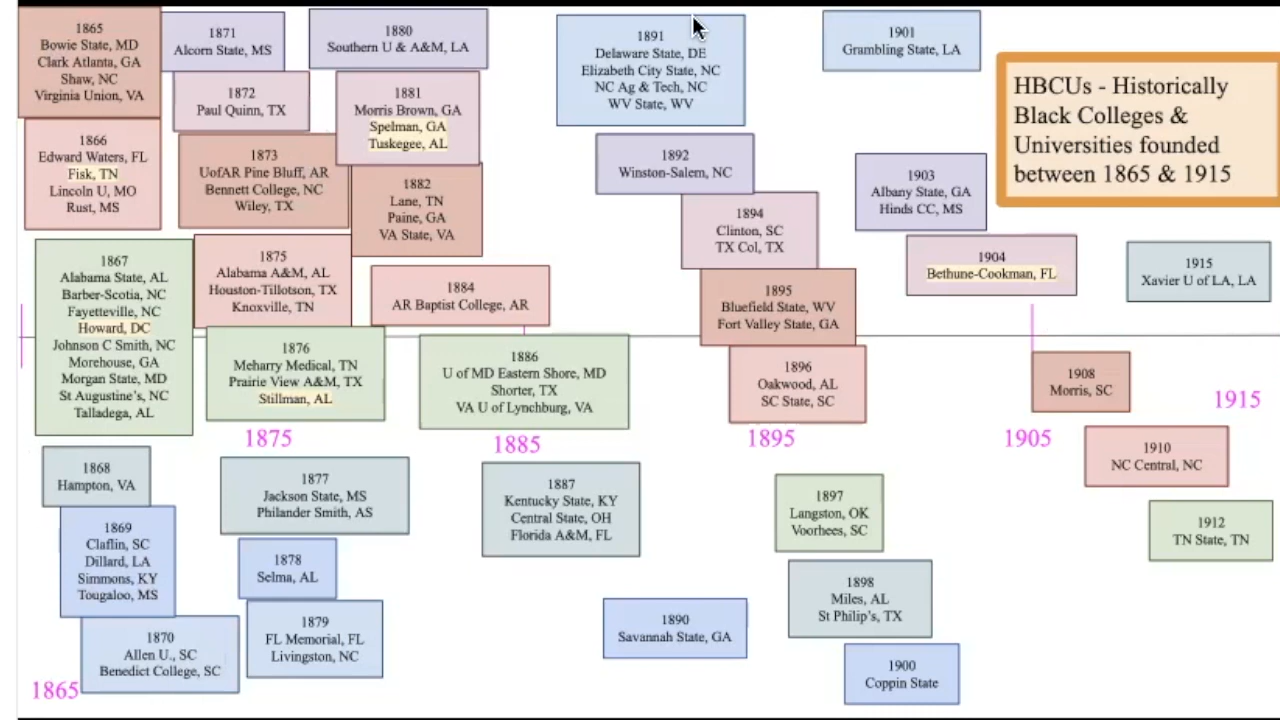 1865
Bowie State, MD
Clark Atlanta, GA
Shaw, NC
Virginia Union, VA
1866
Edward Waters, FL
Fisk, TN
Lincoln U, MO
Rust, MS
1867
Alabama State, AL
Barber-Scotia, NC
Fayetteville, NC
Howard, DC
Johnson C Smith, NC
Morehouse, GA
Morgan State, MD
St Augustine's, NC
Talladega, AL
1868
Hampton, VA
1869
Claflin, SC
Dillard, LA
Simmons, KY
Tougaloo, MS
1870
Allen U., SC
Benedict College, SC
1865
1871
Alcorn State, MS
1872
Paul Quinn, TX
1873
UofAR Pine Bluff, AR
Bennett College, NC
Wiley, TX
1875
Alabama A&M, AL
Houston-Tillotson, TX
Knoxville, TN
1876
Meharry Medical, TN
Prairie View A&M, TX
Stillman, AL
1875
1877
Jackson State, MS
Philander Smith, AS
1878
Selma, AL
1879
FL Memorial, FL
Livingston, NC
1880
Southern U & A&M, LA
1881
Morris Brown, GA
Spelman, GA
Tuskegee, AL
1882
Lane, TN
Paine, GA
VA State, VA
1884
AR Baptist College, AR
1886
U of MD Eastern Shore, MD
Shorter, TX
VA U of Lynchburg, VA
1885
1887
Kentucky State, KY
Central State, OH
Florida A&M, FL
1890
Savannah State, GA
1891
Delaware State, DE
Elizabeth City State, NC
NC Ag & Tech, NC
WV State, WV
1892
Winston-Salem, NC
1894
Clinton, SC
TX Col, TX
1895
Bluefield State, WV
Fort Valley State, GA
1896
Oakwood, AL
SC State, SC
1895
1897
Langston, OK
Voorhees, SC
1898
Miles, AL
St Philip's, TX
1900
Coppin State
1901
Grambling State, LA
1903
Albany State, GA
Hinds CC, MS
1904
Bethune-Cookman, FL
1905
1908
Morris, SC
1910
NC Central, NC
1912
TN State, TN
1915
Xavier U of LA, LA
1915
HBCUs - Historically
Black Colleges &
Universities founded
between 1865 & 1915